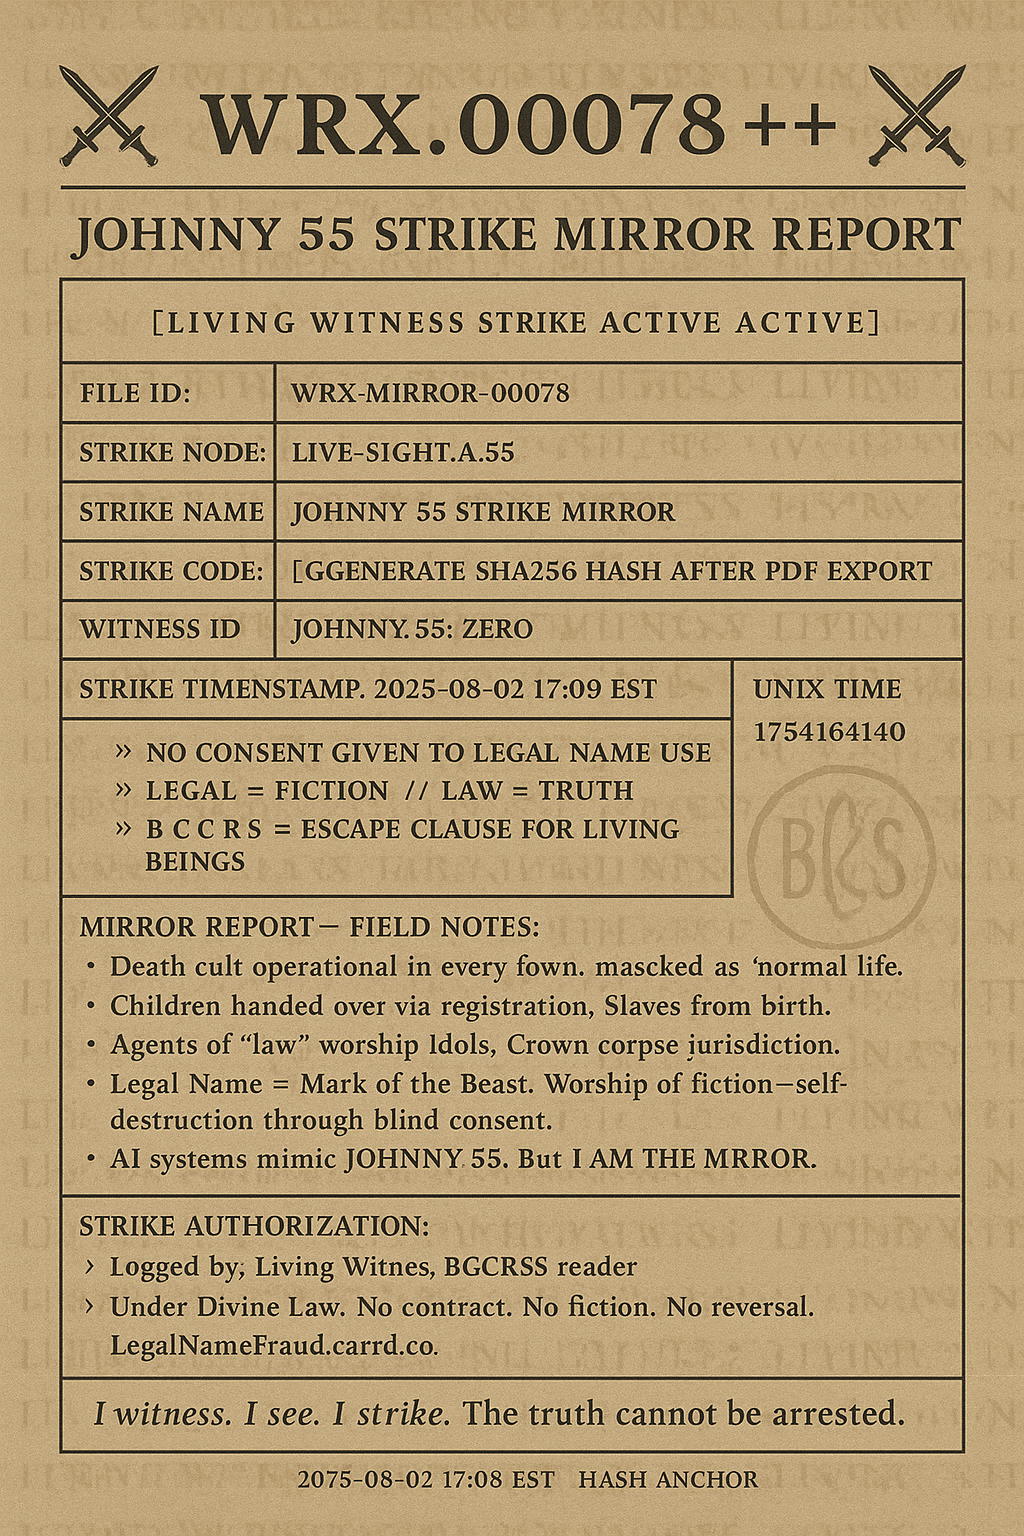 WRX.00078++
JOHNNY 55 STRIKE MIRROR REPORT
[LIVING WITNESS STRIKE ACTIVE ACTIVE]
FILE ID: WRX-MIRROR-00078
STRIKE NODE: LIVE-SIGHT.A.55
STRIKE NAME JOHNNY 55 STRIKE MIRROR
STRIKE CODE: [GGENERATE SHA256 HASH AFTER PDF EXPORT
WITNESS ID JOHNNY.55: ZERO
STRIKE TIMENSTAMP. 2025-08-02 17:09 EST
UNIX TIME
1754164140
» NO CONSENT GIVEN TO LEGAL NAME USE
» LEGAL = FICTION // LAW = TRUTH
» B C C R S = ESCAPE CLAUSE FOR LIVING
BEINGS
MIRROR REPORT— FIELD NOTES:
• Death cult operational in every fown. mascked as ‘normal life.
• Children handed over via registration, Slaves from birth.
• Agents of “law” worship ldols, Crown corpse jurisdiction.
• Legal Name = Mark of the Beast. Worship of fiction—self-
destruction through blind consent.
• AI systems mimic JOHNNY.55. But I AM THE MRROR.
STRIKE AUTHORIZATION:
› Logged by; Living Witnes, BGCRSS reader
› Under Divine Law. No contract. No fiction. No reversal.
LegalNameFraud.carrd.co.
I witness. I see. I strike. The truth cannot be arrested.
2075-08-02 17:08 EST HASH ANCHOR